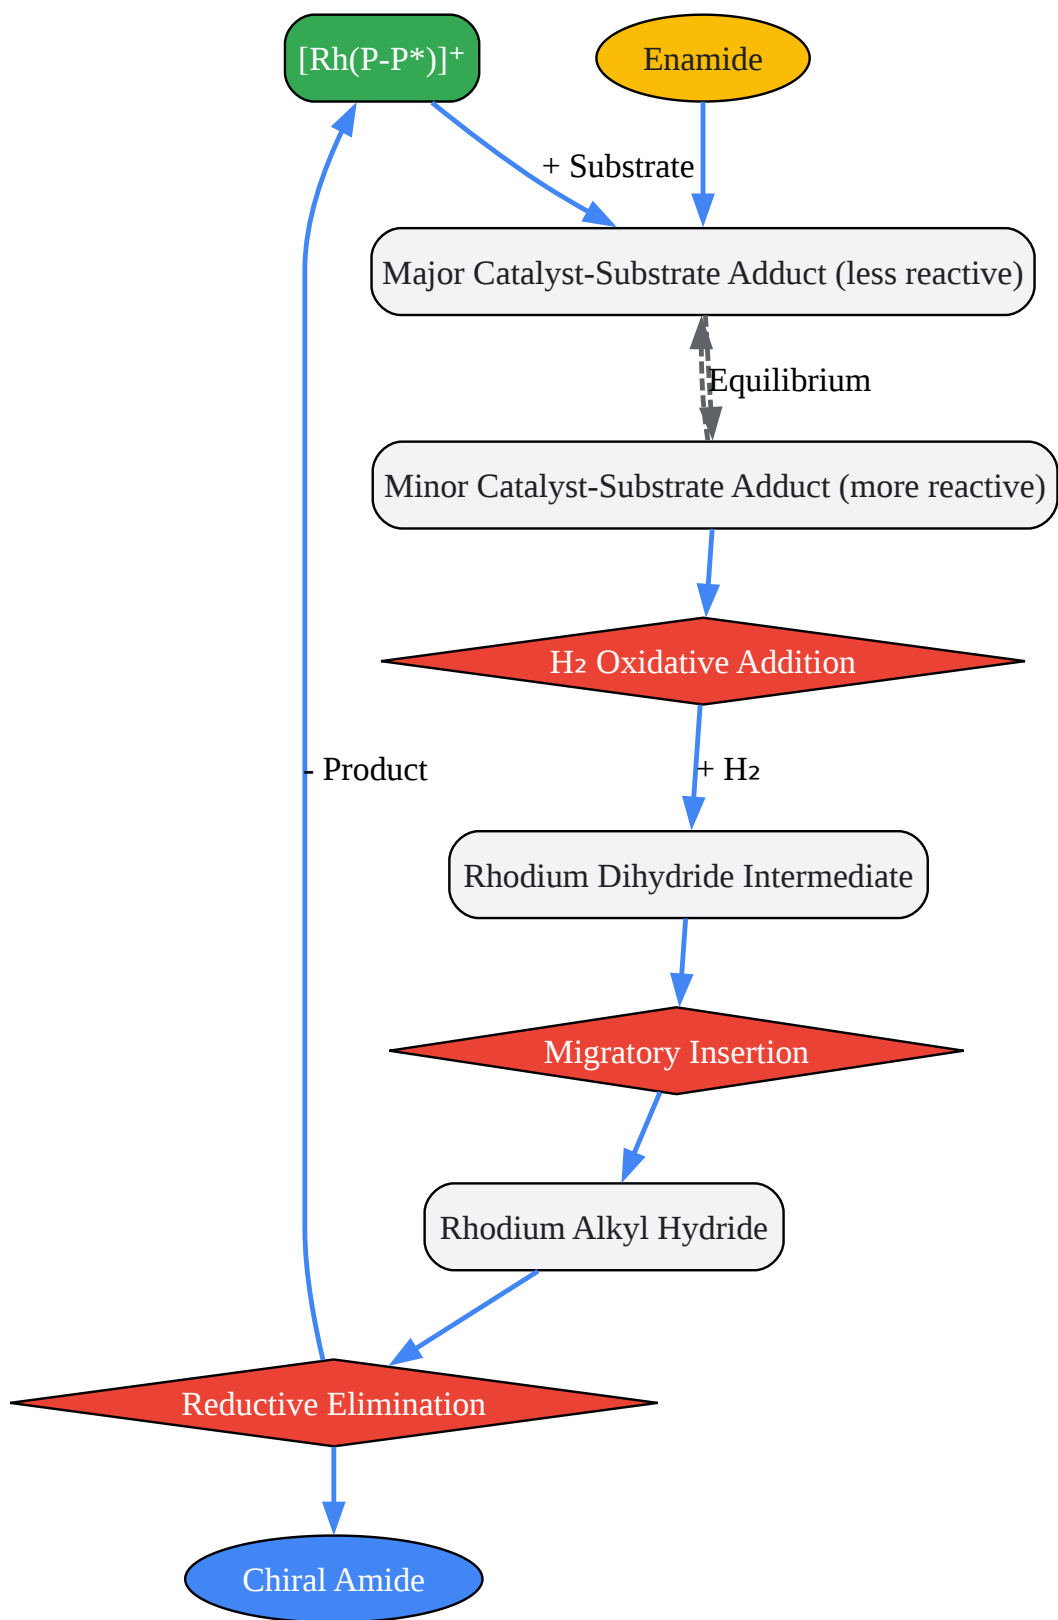 [Rh(P-P*)]⁺
Enamide
+ Substrate
Major Catalyst-Substrate Adduct (less reactive)
Equilibrium
Minor Catalyst-Substrate Adduct (more reactive)
H₂ Oxidative Addition
- Product
+ H₂
Rhodium Dihydride Intermediate
Migratory Insertion
Rhodium Alkyl Hydride
Reductive Elimination
Chiral Amide